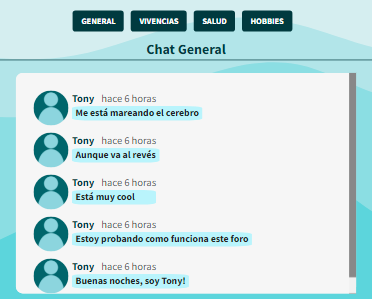 GENERAL VIVENCIAS SALUD HOBBIES
Chat General
Tony hace 6 horas
Me está mareando el cerebro
Tony hace 6 horas
Aunque va al revés
Tony hace 6 horas
Está muy cool
Tony hace 6 horas
Estoy probando como funciona este foro
Tony hace 6 horas
Buenas noches, soy Tony!